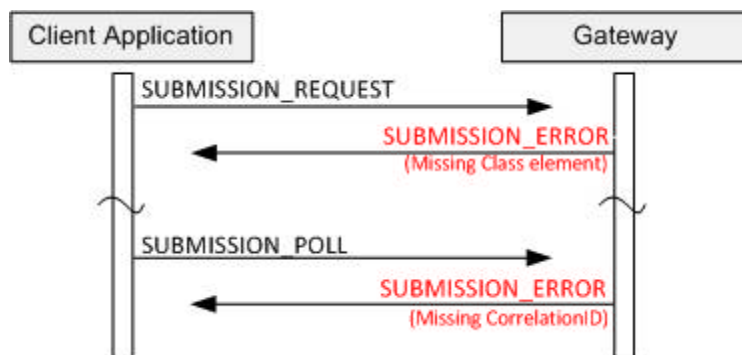 Client Application
Gateway
SUBMISSION_REQUEST
SUBMISSION_ERROR
(Missing Class element)
SUBMISSION_POLL
SUBMISSION_ERROR
(Missing CorrelationID)